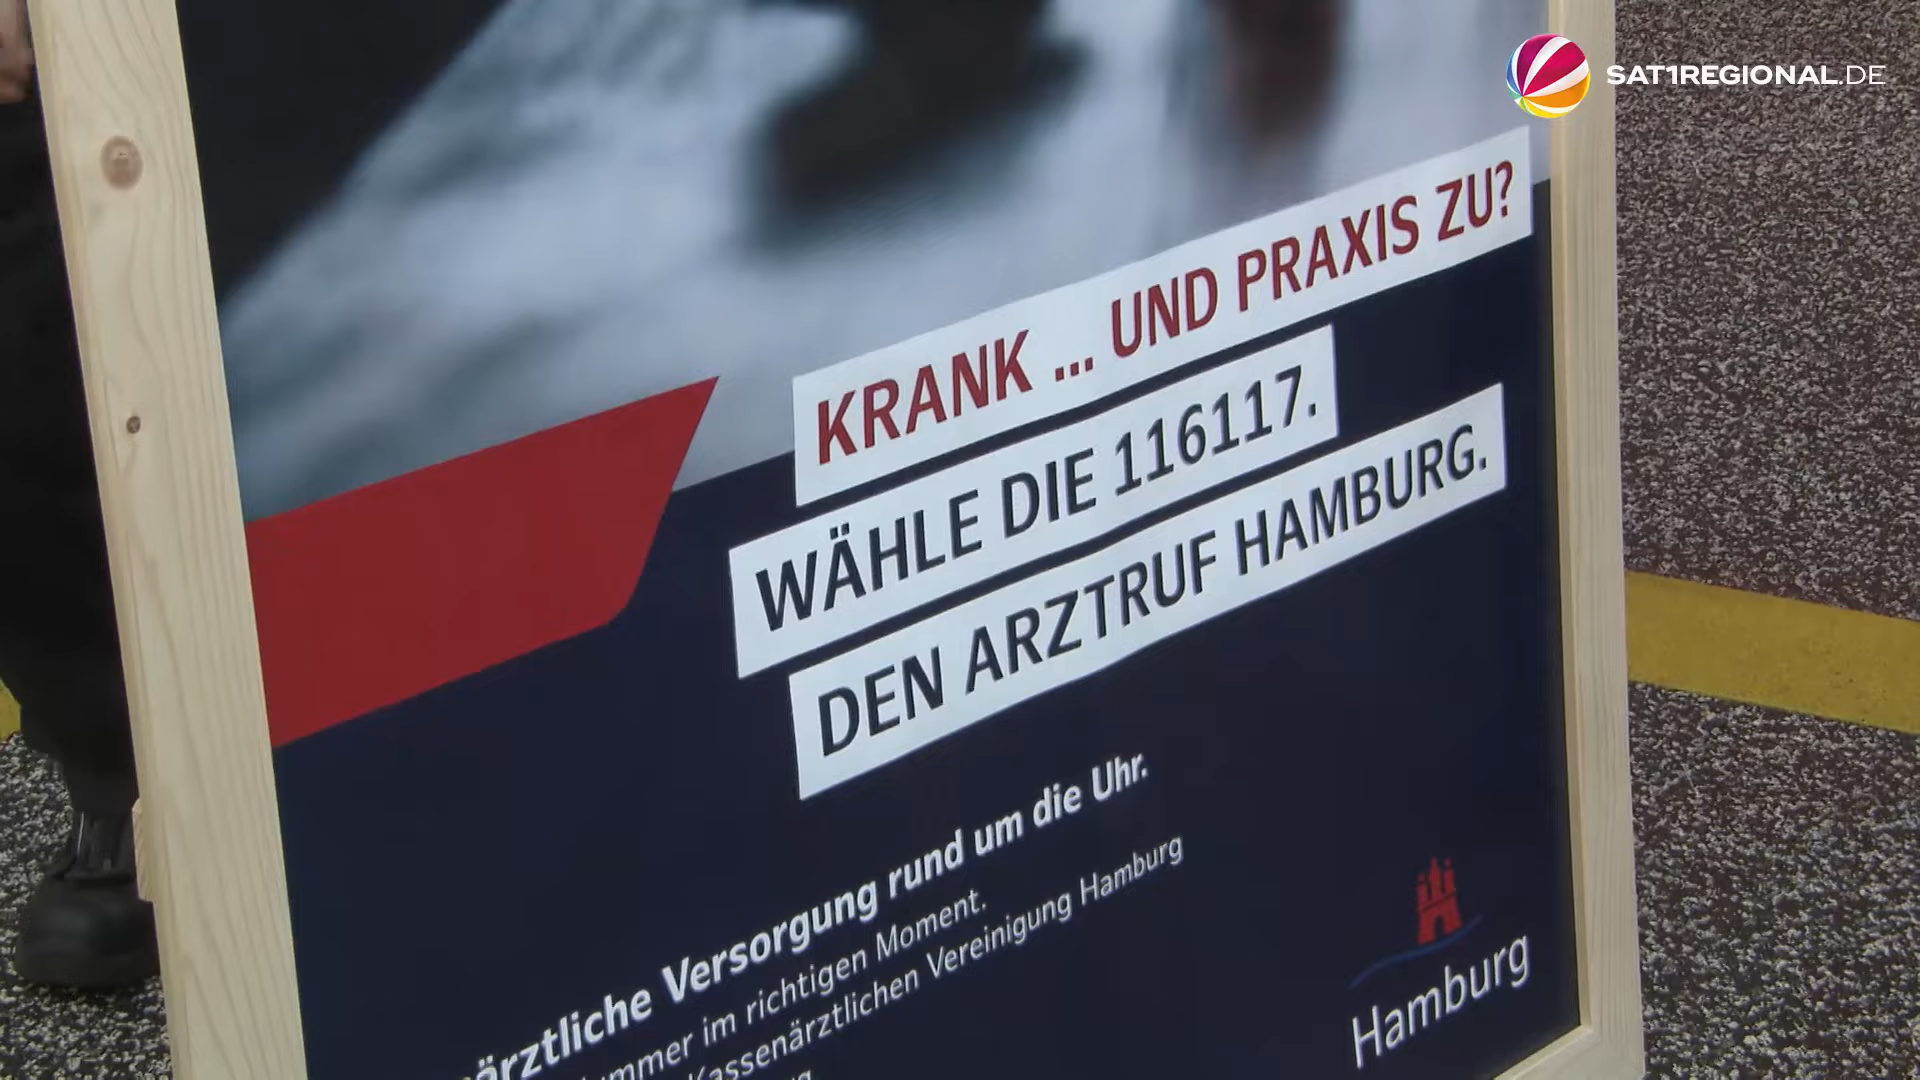 SAT1REGIONAL.DE
KRANK ... UND PRAXIS ZU?
WÄHLE DIE 116117.
DEN ARZTRUF HAMBURG.
ärztliche Versorgung rund um die Uhr.
im richtigen Moment.
Kassenärztlichen Vereinigung Hamburg
Hamburg